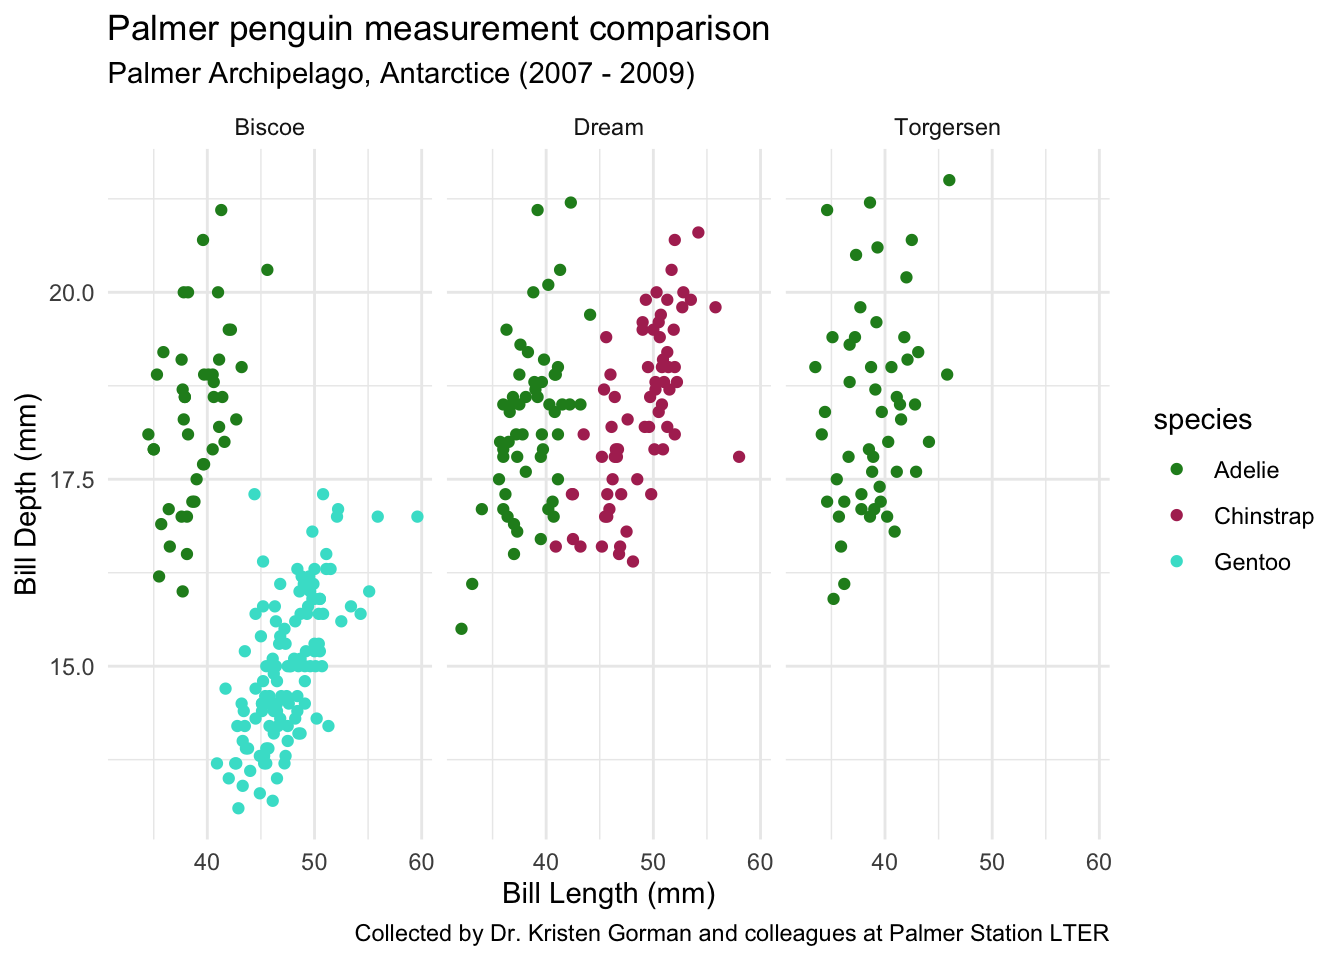 Palmer penguin measurement comparison
Palmer Archipelago, Antarctice (2007 - 2009)
Biscoe Dream Torgersen
20.0
17.5
15.0
Bill Depth (mm)
40 50 60 40 50 60 40 50 60
Bill Length (mm)
species
Adelie
Chinstrap
Gentoo
Collected by Dr. Kristen Gorman and colleagues at Palmer Station LTER